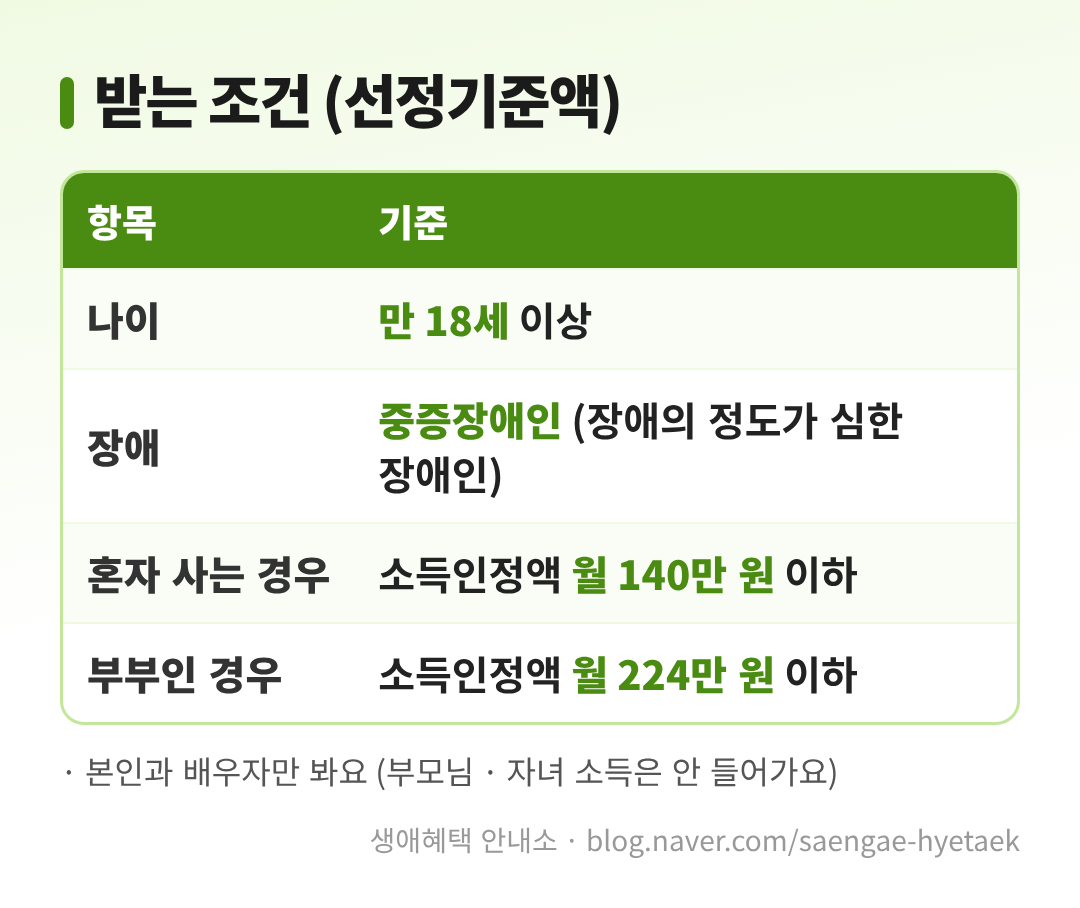 받는 조건 (선정기준액)
항목 기준
나이 만 18세 이상
장애 중증장애인 (장애의 정도가 심한
장애인)
혼자 사는 경우 소득인정액 월 140만 원 이하
부부인 경우 소득인정액 월 224만 원 이하
· 본인과 배우자만 봐요 (부모님 · 자녀 소득은 안 들어가요)
생애혜택 안내소 · blog.naver.com/saengae-hyetaek